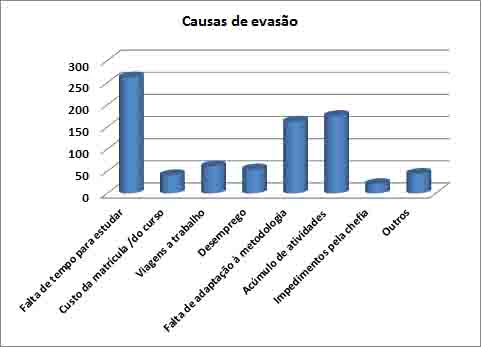 Causas de evasão
300
250
200
150
100
50
0
Falta de tempo para estudar
Custo da matrícula /do curso
Viagens a trabalho
Desemprego
Falta de adaptação à metodologia
Acúmulo de atividades
Impedimentos pela chefia
Outros